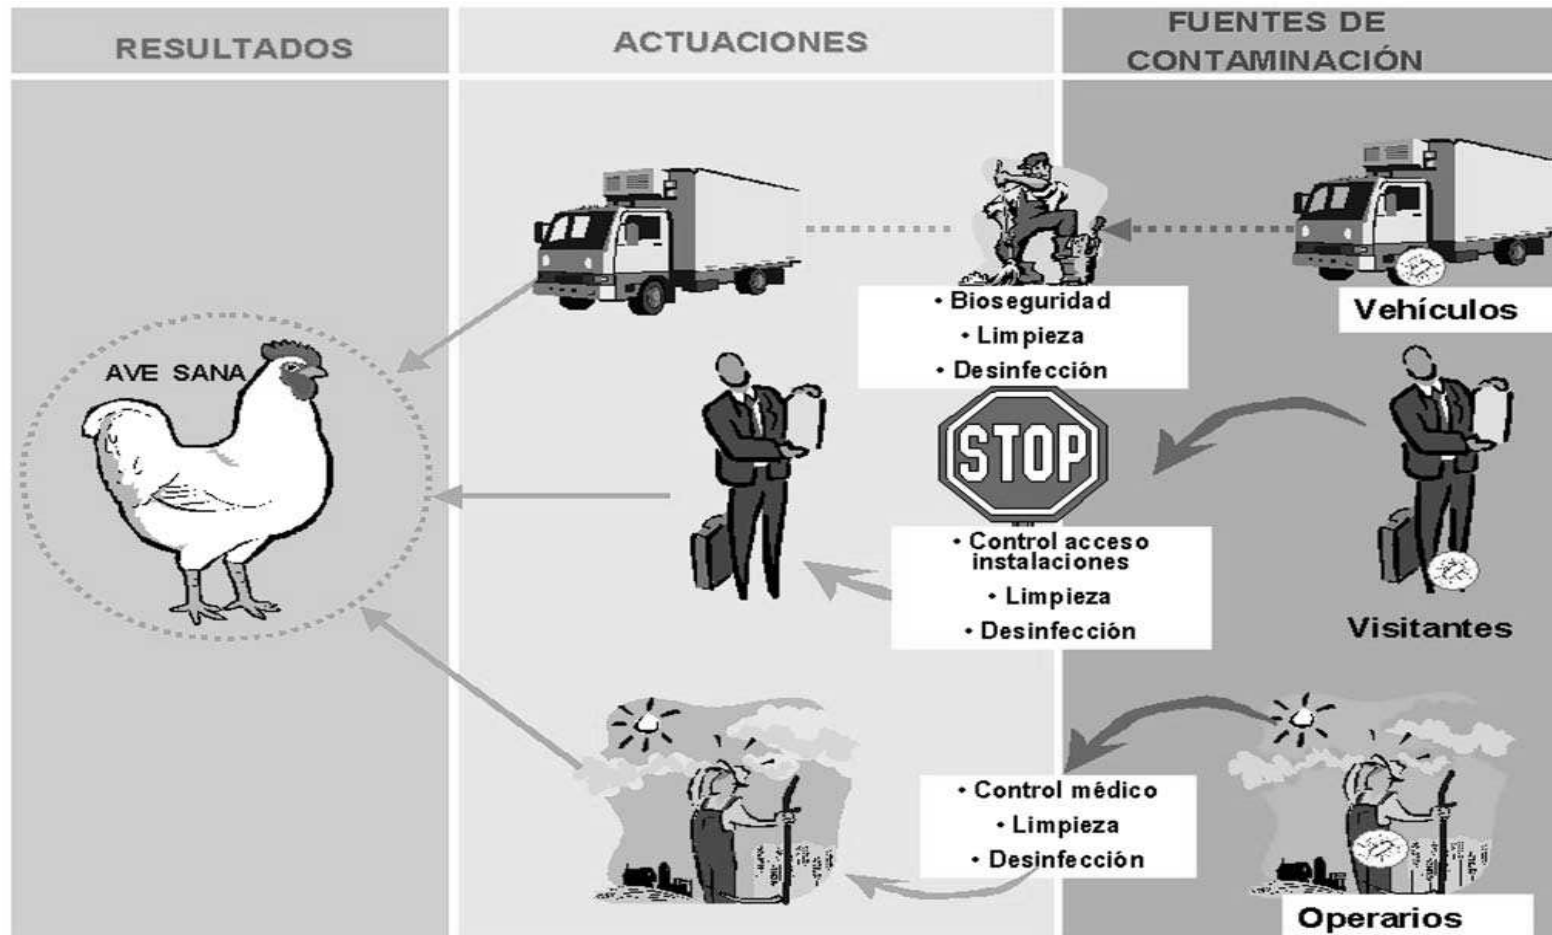 RESULTADOS
ACTUACIONES
FUENTES DE
CONTAMINACIÓN
AVE SANA
• Bioseguridad
• Limpieza
• Desinfección
Vehículos
STOP
• Control acceso
instalaciones
• Limpieza
• Desinfección
Visitantes
• Control médico
• Limpieza
• Desinfección
Operarios